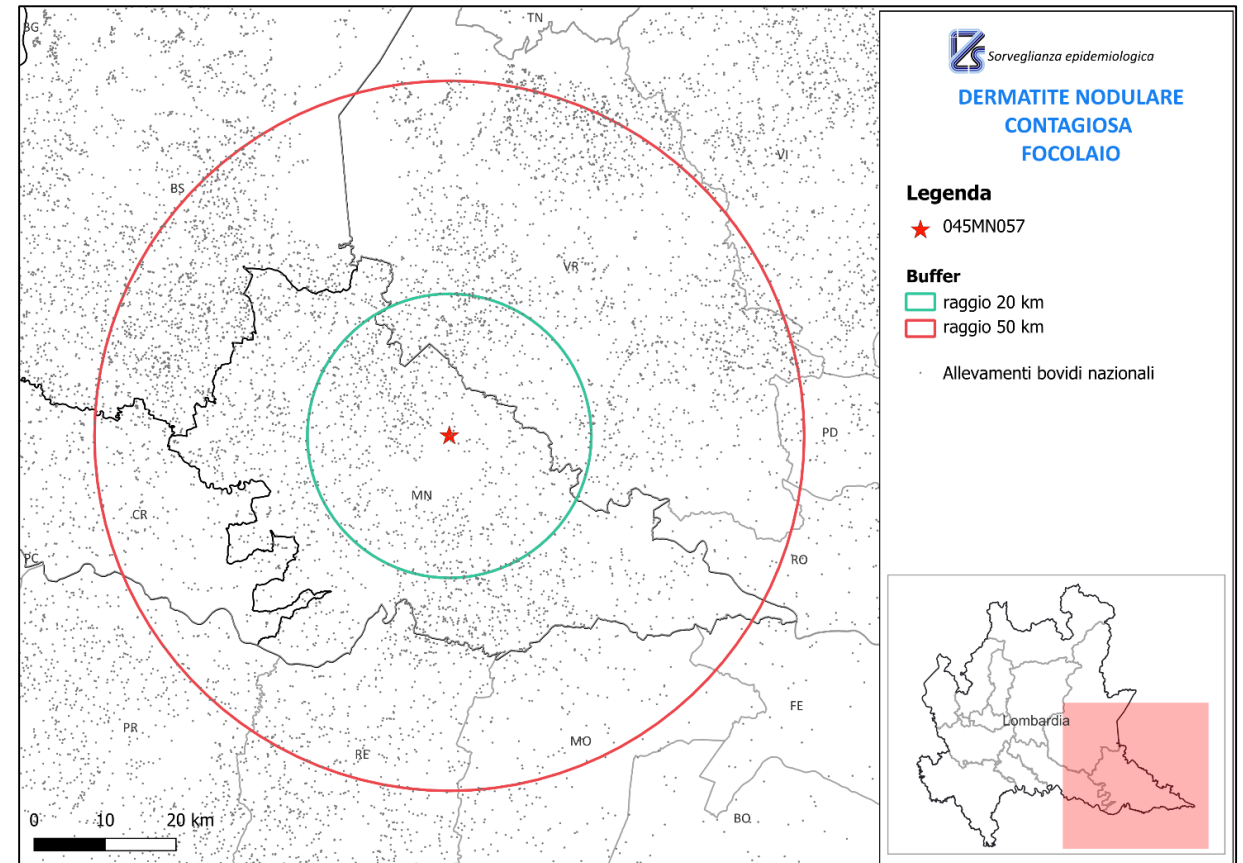 BG
TN
BS
VI
VR
PD
MN
CR
PC
RO
PR
RE
MO
FE
BO
0 10 20 km
IZS
Sorveglianza epidemiologica
DERMATITE NODULARE
CONTAGIOSA
FOCOLAIO
Legenda
045MN057
Buffer
raggio 20 km
raggio 50 km
Allevamenti bovidi nazionali
Lombardia